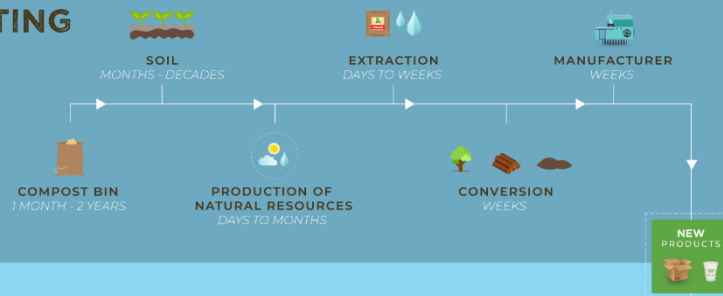 TING
SOIL
MONTHS - DECADES
EXTRACTION
DAYS TO WEEKS
MANUFACTURER
WEEKS
COMPOST BIN
1 MONTH - 2 YEARS
PRODUCTION OF
NATURAL RESOURCES
DAYS TO MONTHS
CONVERSION
WEEKS
NEW
PRODUCTS